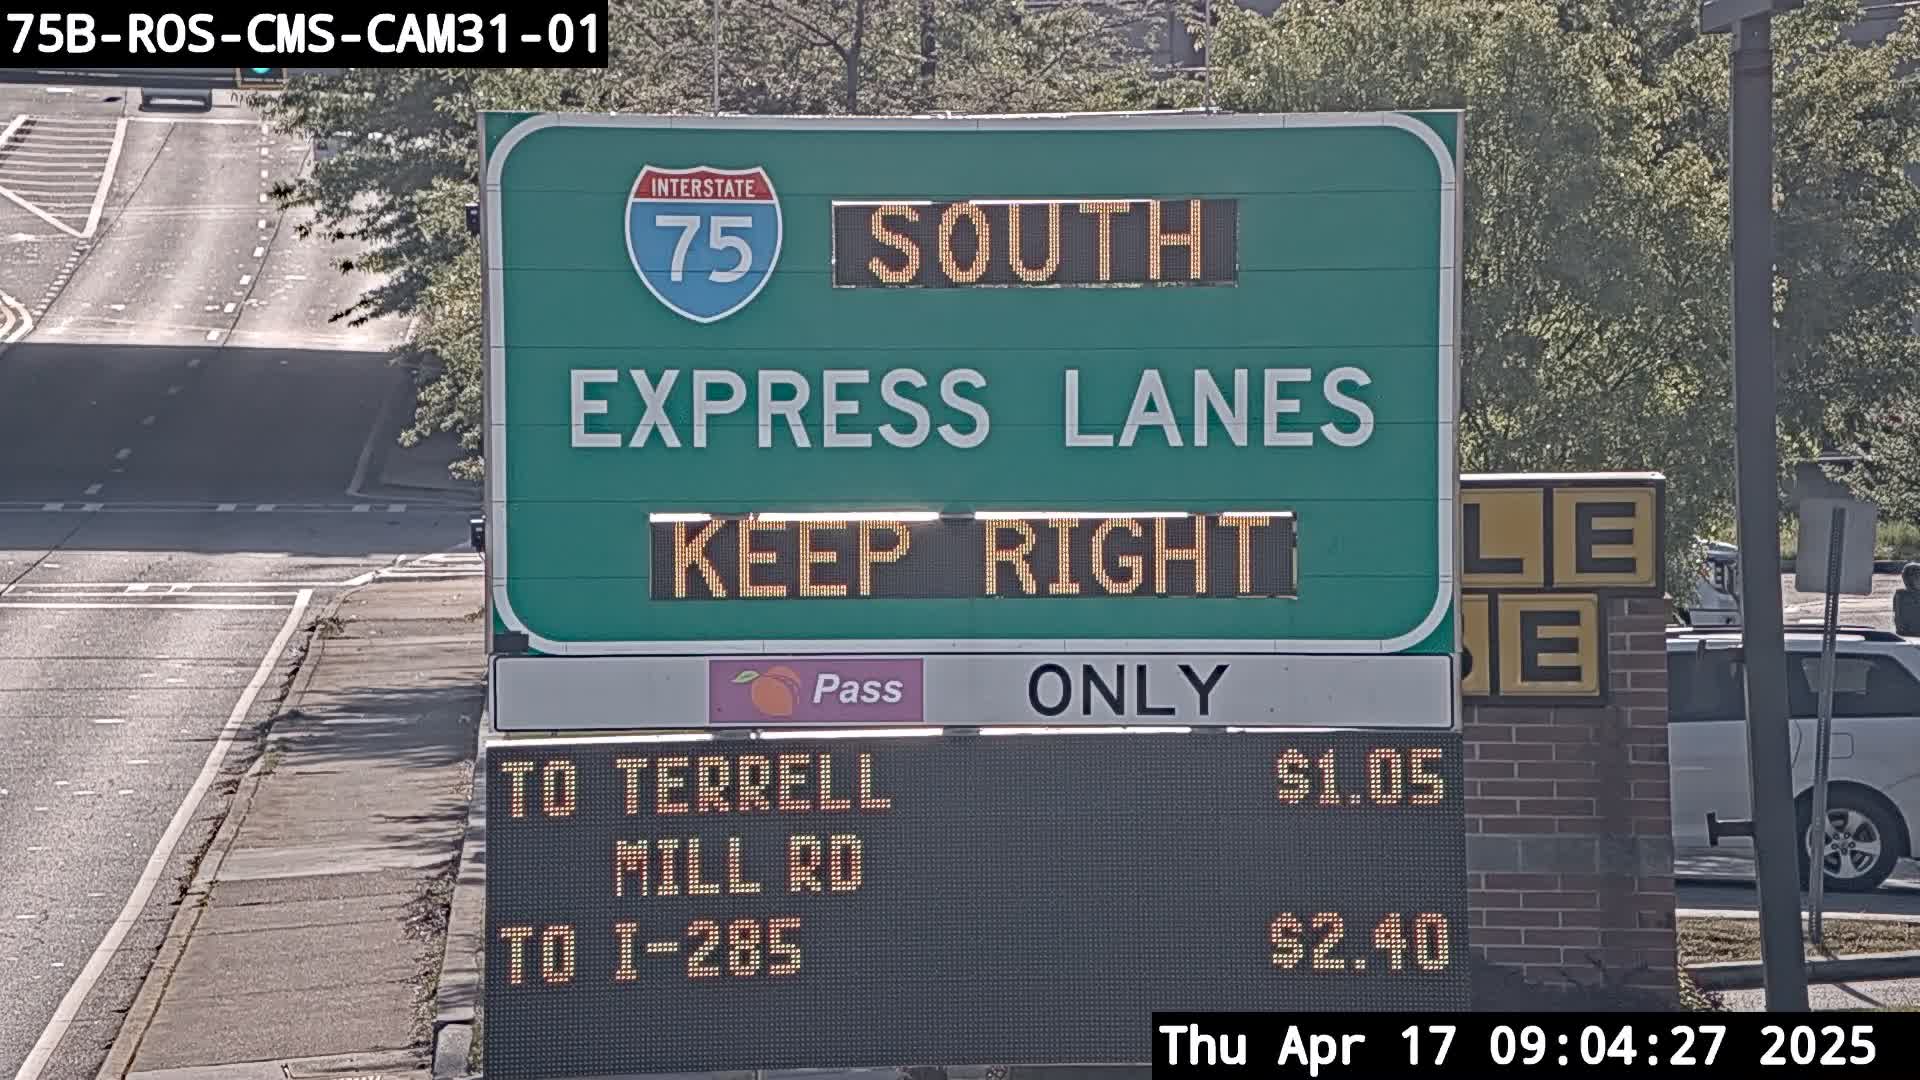 75B-ROS-CMS-CAM31-01
INTERSTATE
75
SOUTH
EXPRESS LANES
KEEP RIGHT
Pass ONLY
TO TERRELL $1.05
MILL RD
TO I-285 $2.40
LE
E
Thu Apr 17 09:04:27 2025